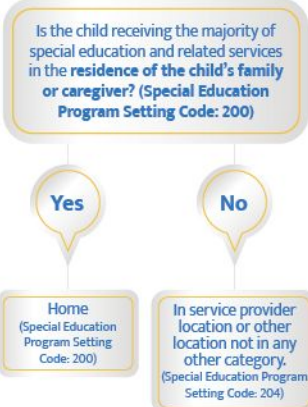 Is the child receiving the majority of
special education and related services
in the residence of the child's family
or caregiver? (Special Education
Program Setting Code: 200)
Yes
No
Home
(Special Education
Program Setting
Code: 200)
In service provider
location or other
location not in any
other category.
(Special Education Program
Setting Code: 204)